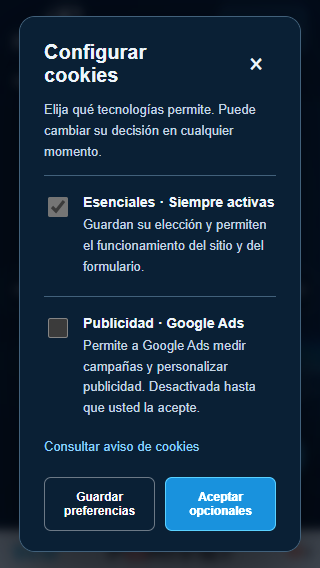 Configurar
cookies
×
Elija qué tecnologías permite. Puede
cambiar su decisión en cualquier
momento.
Esenciales · Siempre activas
Guardan su elección y permiten
el funcionamiento del sitio y del
formulario.
Publicidad · Google Ads
Permite a Google Ads medir
campañas y personalizar
publicidad. Desactivada hasta
que usted la acepte.
Consultar aviso de cookies
Guardar
preferencias
Aceptar
opcionales